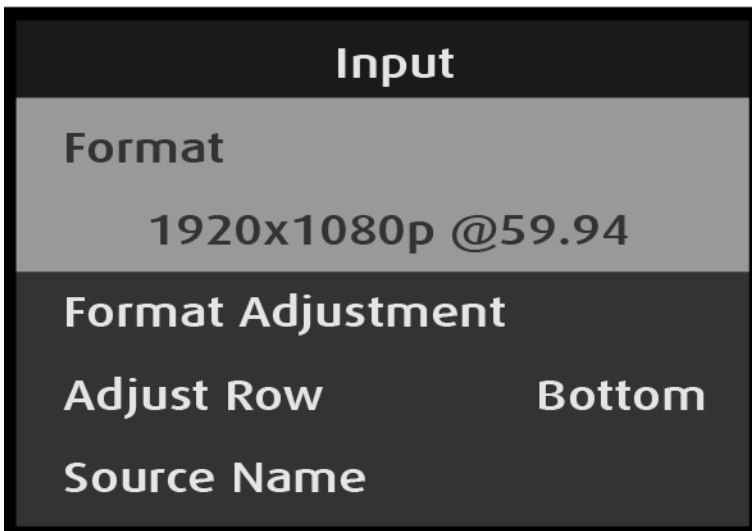 Input
Format
1920x1080p @59.94
Format Adjustment
Adjust Row Bottom
Source Name